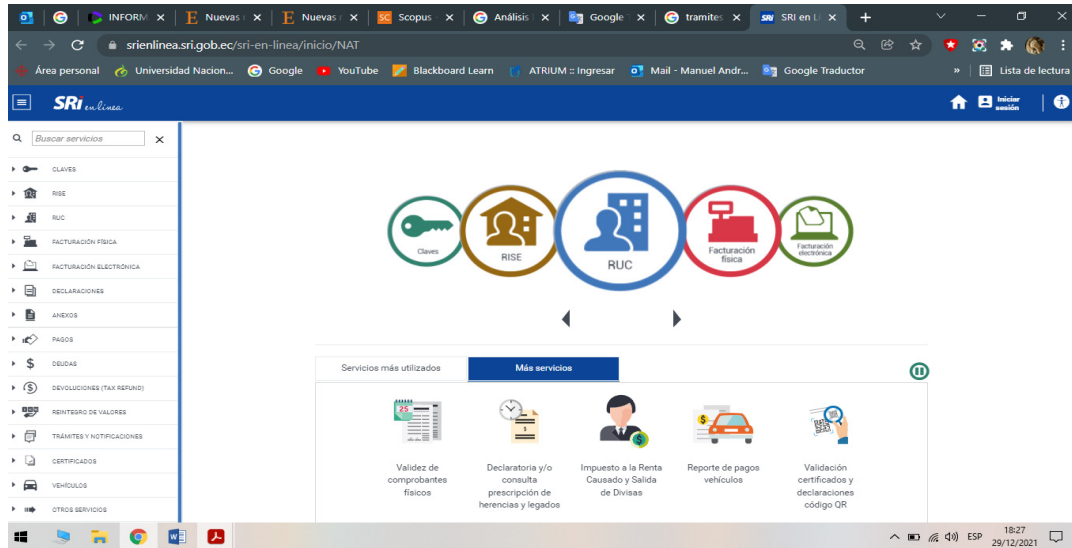 INFORM
Nuevas
Nuevas
Scopus
Análisis
Google
tramites
SRI en L
srienlinea.sri.gob.ec/sri-en-linea/inicio/NAT
Área personal
Universidad Nacion...
Google
YouTube
Blackboard Learn
ATRIUM :: Ingresar
Mail - Manuel Andr...
Google Traductor
»
Lista de lectura
SRi en línea
Iniciar
sesión
Buscar servicios
CLAVES
RISE
RUC
FACTURACIÓN FÍSICA
FACTURACIÓN ELECTRÓNICA
DECLARACIONES
ANEXOS
PAGOS
DEUDAS
DEVOLUCIONES (TAX REFUND)
REINTEGRO DE VALORES
TRÁMITES Y NOTIFICACIONES
CERTIFICADOS
VEHÍCULOS
OTROS SERVICIOS
Claves
RISE
RUC
Facturación
física
Facturación
electrónica
Servicios más utilizados
Más servicios
25
Validez de
comprobantes
físicos
Declaratoria y/o
consulta
prescripción de
herencias y legados
Impuesto a la Renta
Causado y Salida
de Divisas
Reporte de pagos
vehículos
Validación
certificados y
declaraciones
código QR
ESP
18:27
29/12/2021